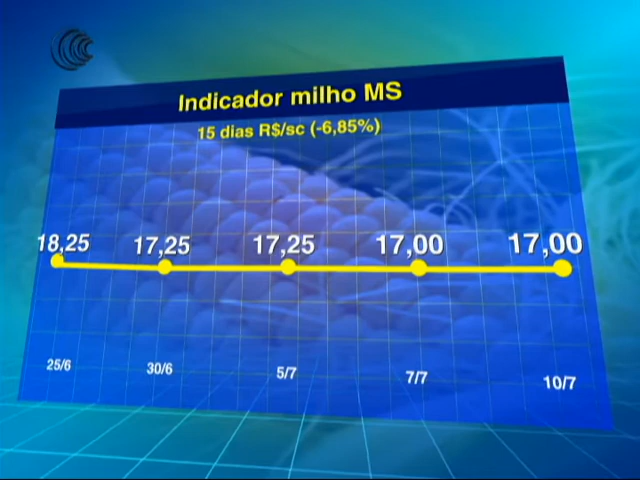 Indicador milho MS
15 dias R$/sc (-6,85%)
18,25 17,25 17,25 17,00 17,00
25/6 30/6 5/7 7/7 10/7